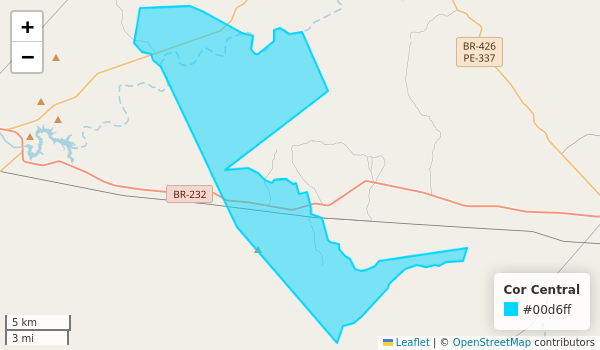 +
−
BR-426
PE-337
BR-232
5 km
3 mi
Cor Central
#00d6ff
Leaflet | © OpenStreetMap contributors